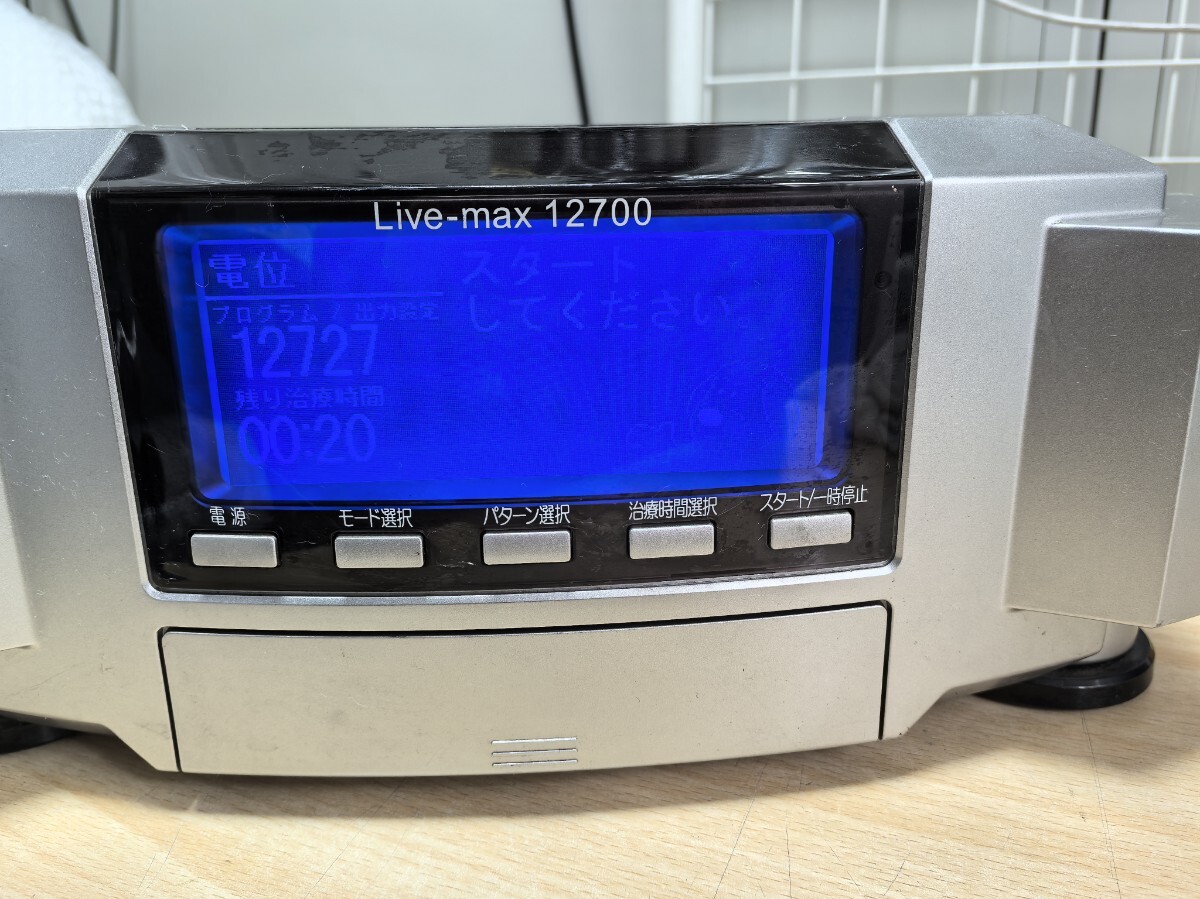 Live-max 12700
電位
スタート
してください。
プログラム / 出力設定
12727
残り治療時間
00:20
電源
モード選択
パターン選択
治療時間選択
スタート/一時停止